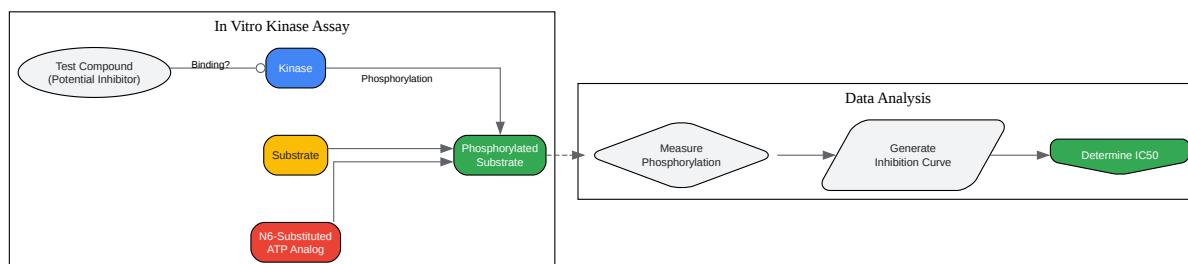 In Vitro Kinase Assay
Test Compound
(Potential Inhibitor)
Binding?
Kinase
Phosphorylation
Substrate
Phosphorylated
Substrate
N6-Substituted
ATP Analog
Data Analysis
Measure
Phosphorylation
Generate
Inhibition Curve
Determine IC50